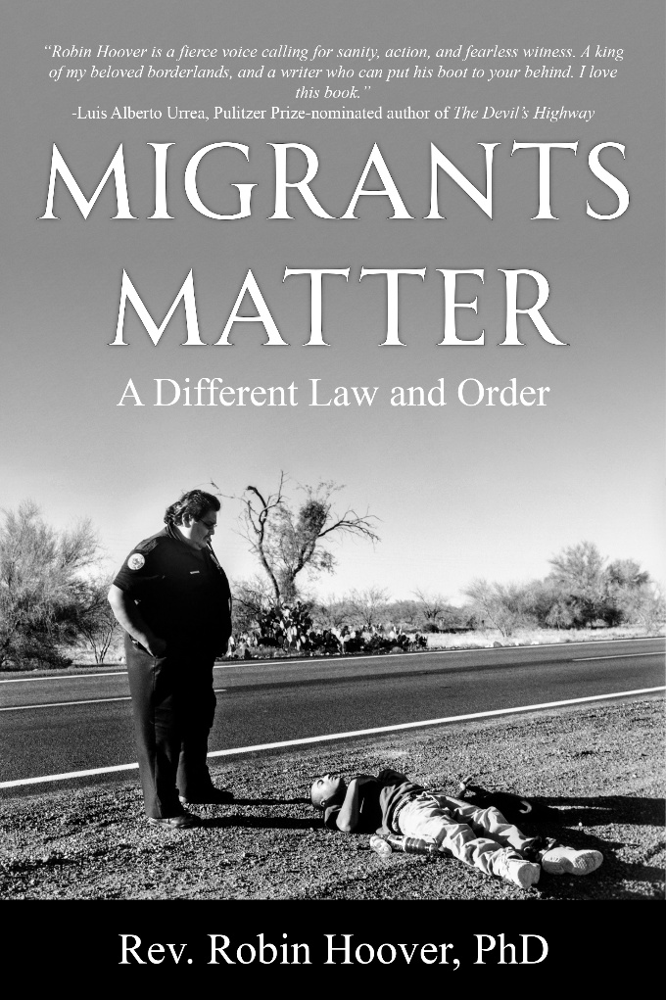 “Robin Hoover is a fierce voice calling for sanity, action, and fearless witness. A king
of my beloved borderlands, and a writer who can put his boot to your behind. I love
this book.”
-Luis Alberto Urrea, Pulitzer Prize-nominated author of The Devil’s Highway
MIGRANTS
MATTER
A Different Law and Order
Rev. Robin Hoover, PhD